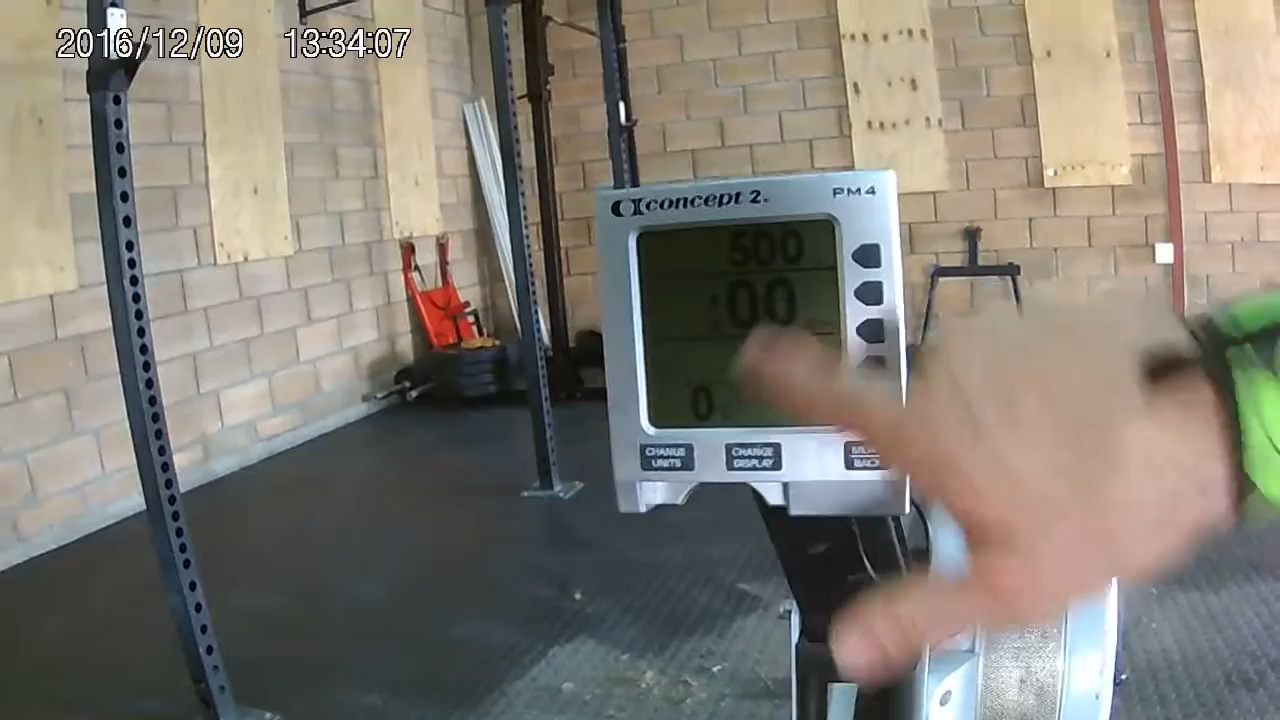 2016/12/09 13:34:07
concept 2
PM4
500
:00
0
CHANGE
UNITS
CHANGE
DISPLAY